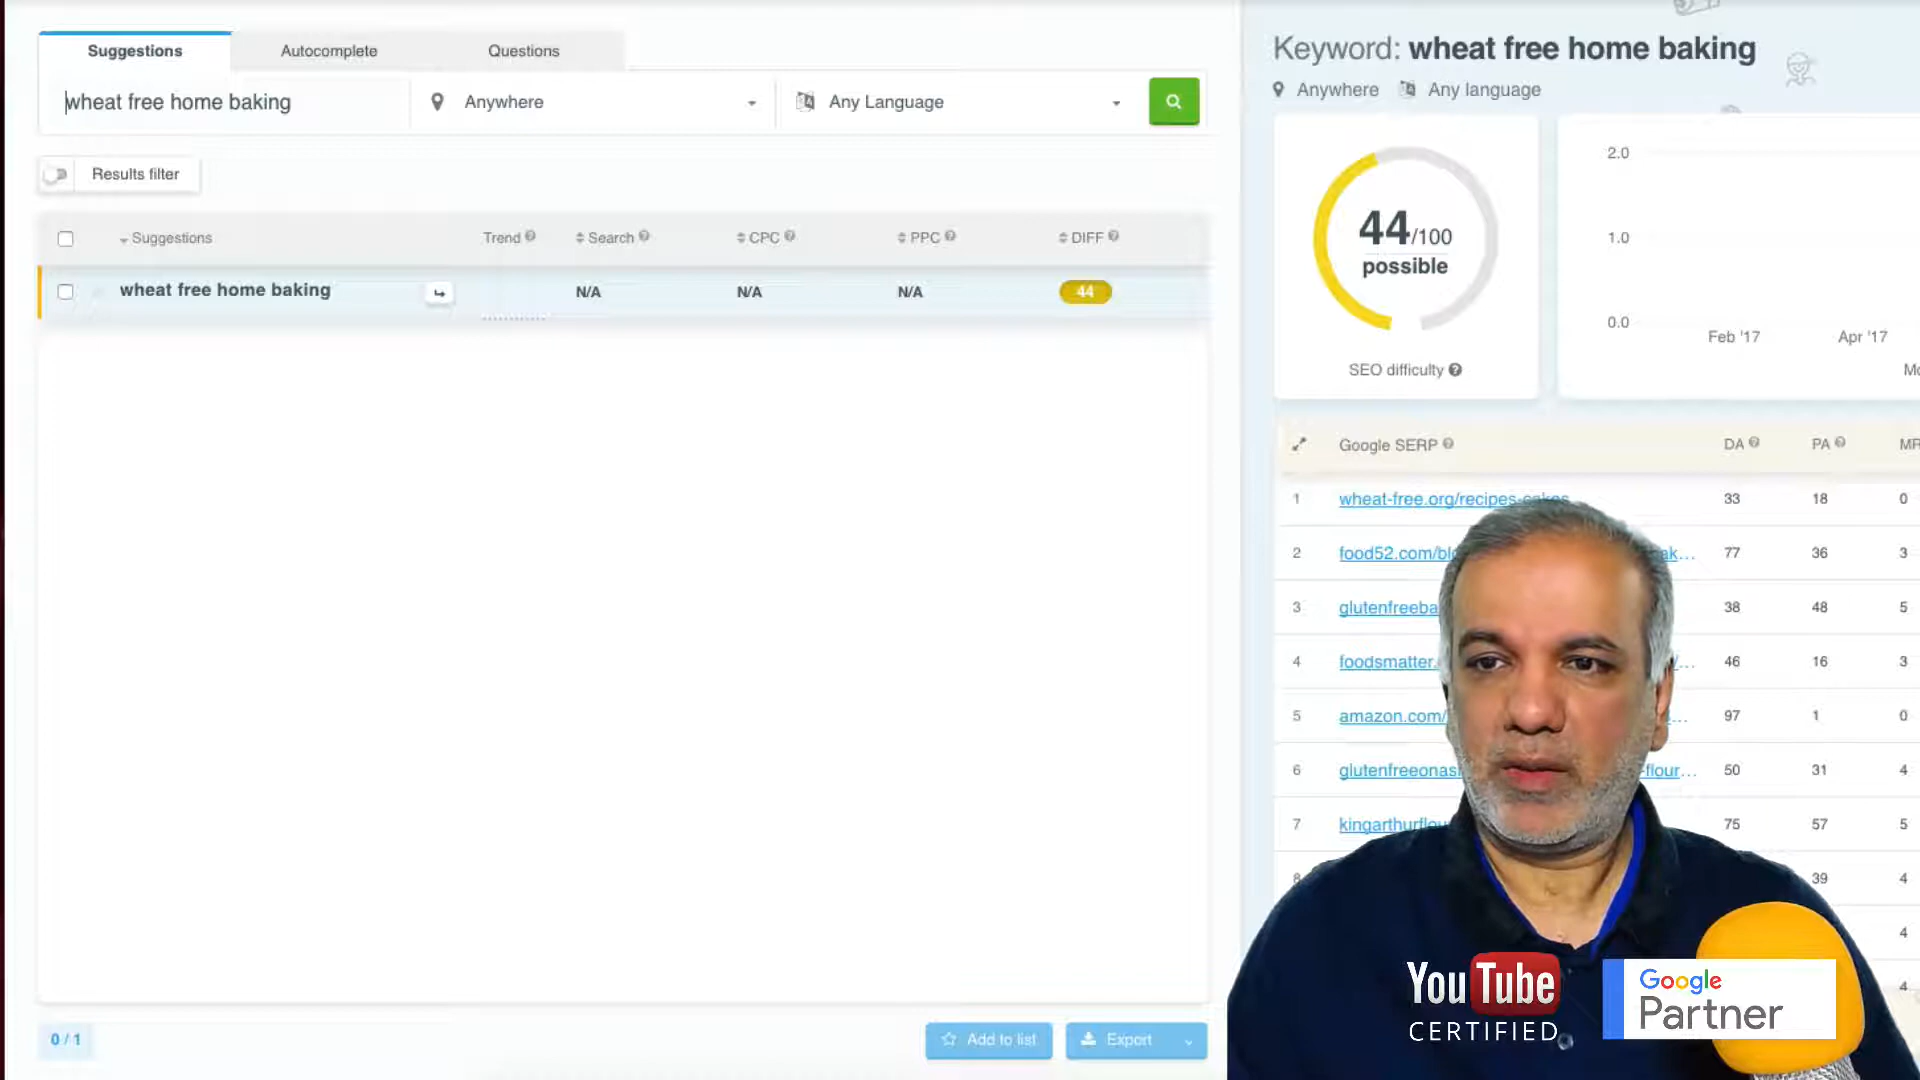 Suggestions
Autocomplete
Questions
wheat free home baking
Anywhere
Any Language
Results filter
Suggestions
Trend
Search
CPC
PPC
DIFF
wheat free home baking
N/A
N/A
N/A
44
0 / 1
Add to list
Export
Keyword: wheat free home baking
Anywhere
Any language
44/100
possible
SEO difficulty
2.0
1.0
0.0
Feb '17
Apr '17
Google SERP
DA
PA
1 wheat-free.org/recipes-cakes 33 18 0
2 food52.com/ 77 36 3
3 38 48 5
4 foodsmatter. 46 16 3
5 amazon.com/ 97 1 0
6 -flour... 50 31 4
7 75 57 5
8 39 4
4
4
YouTube
CERTIFIED
Google
Partner